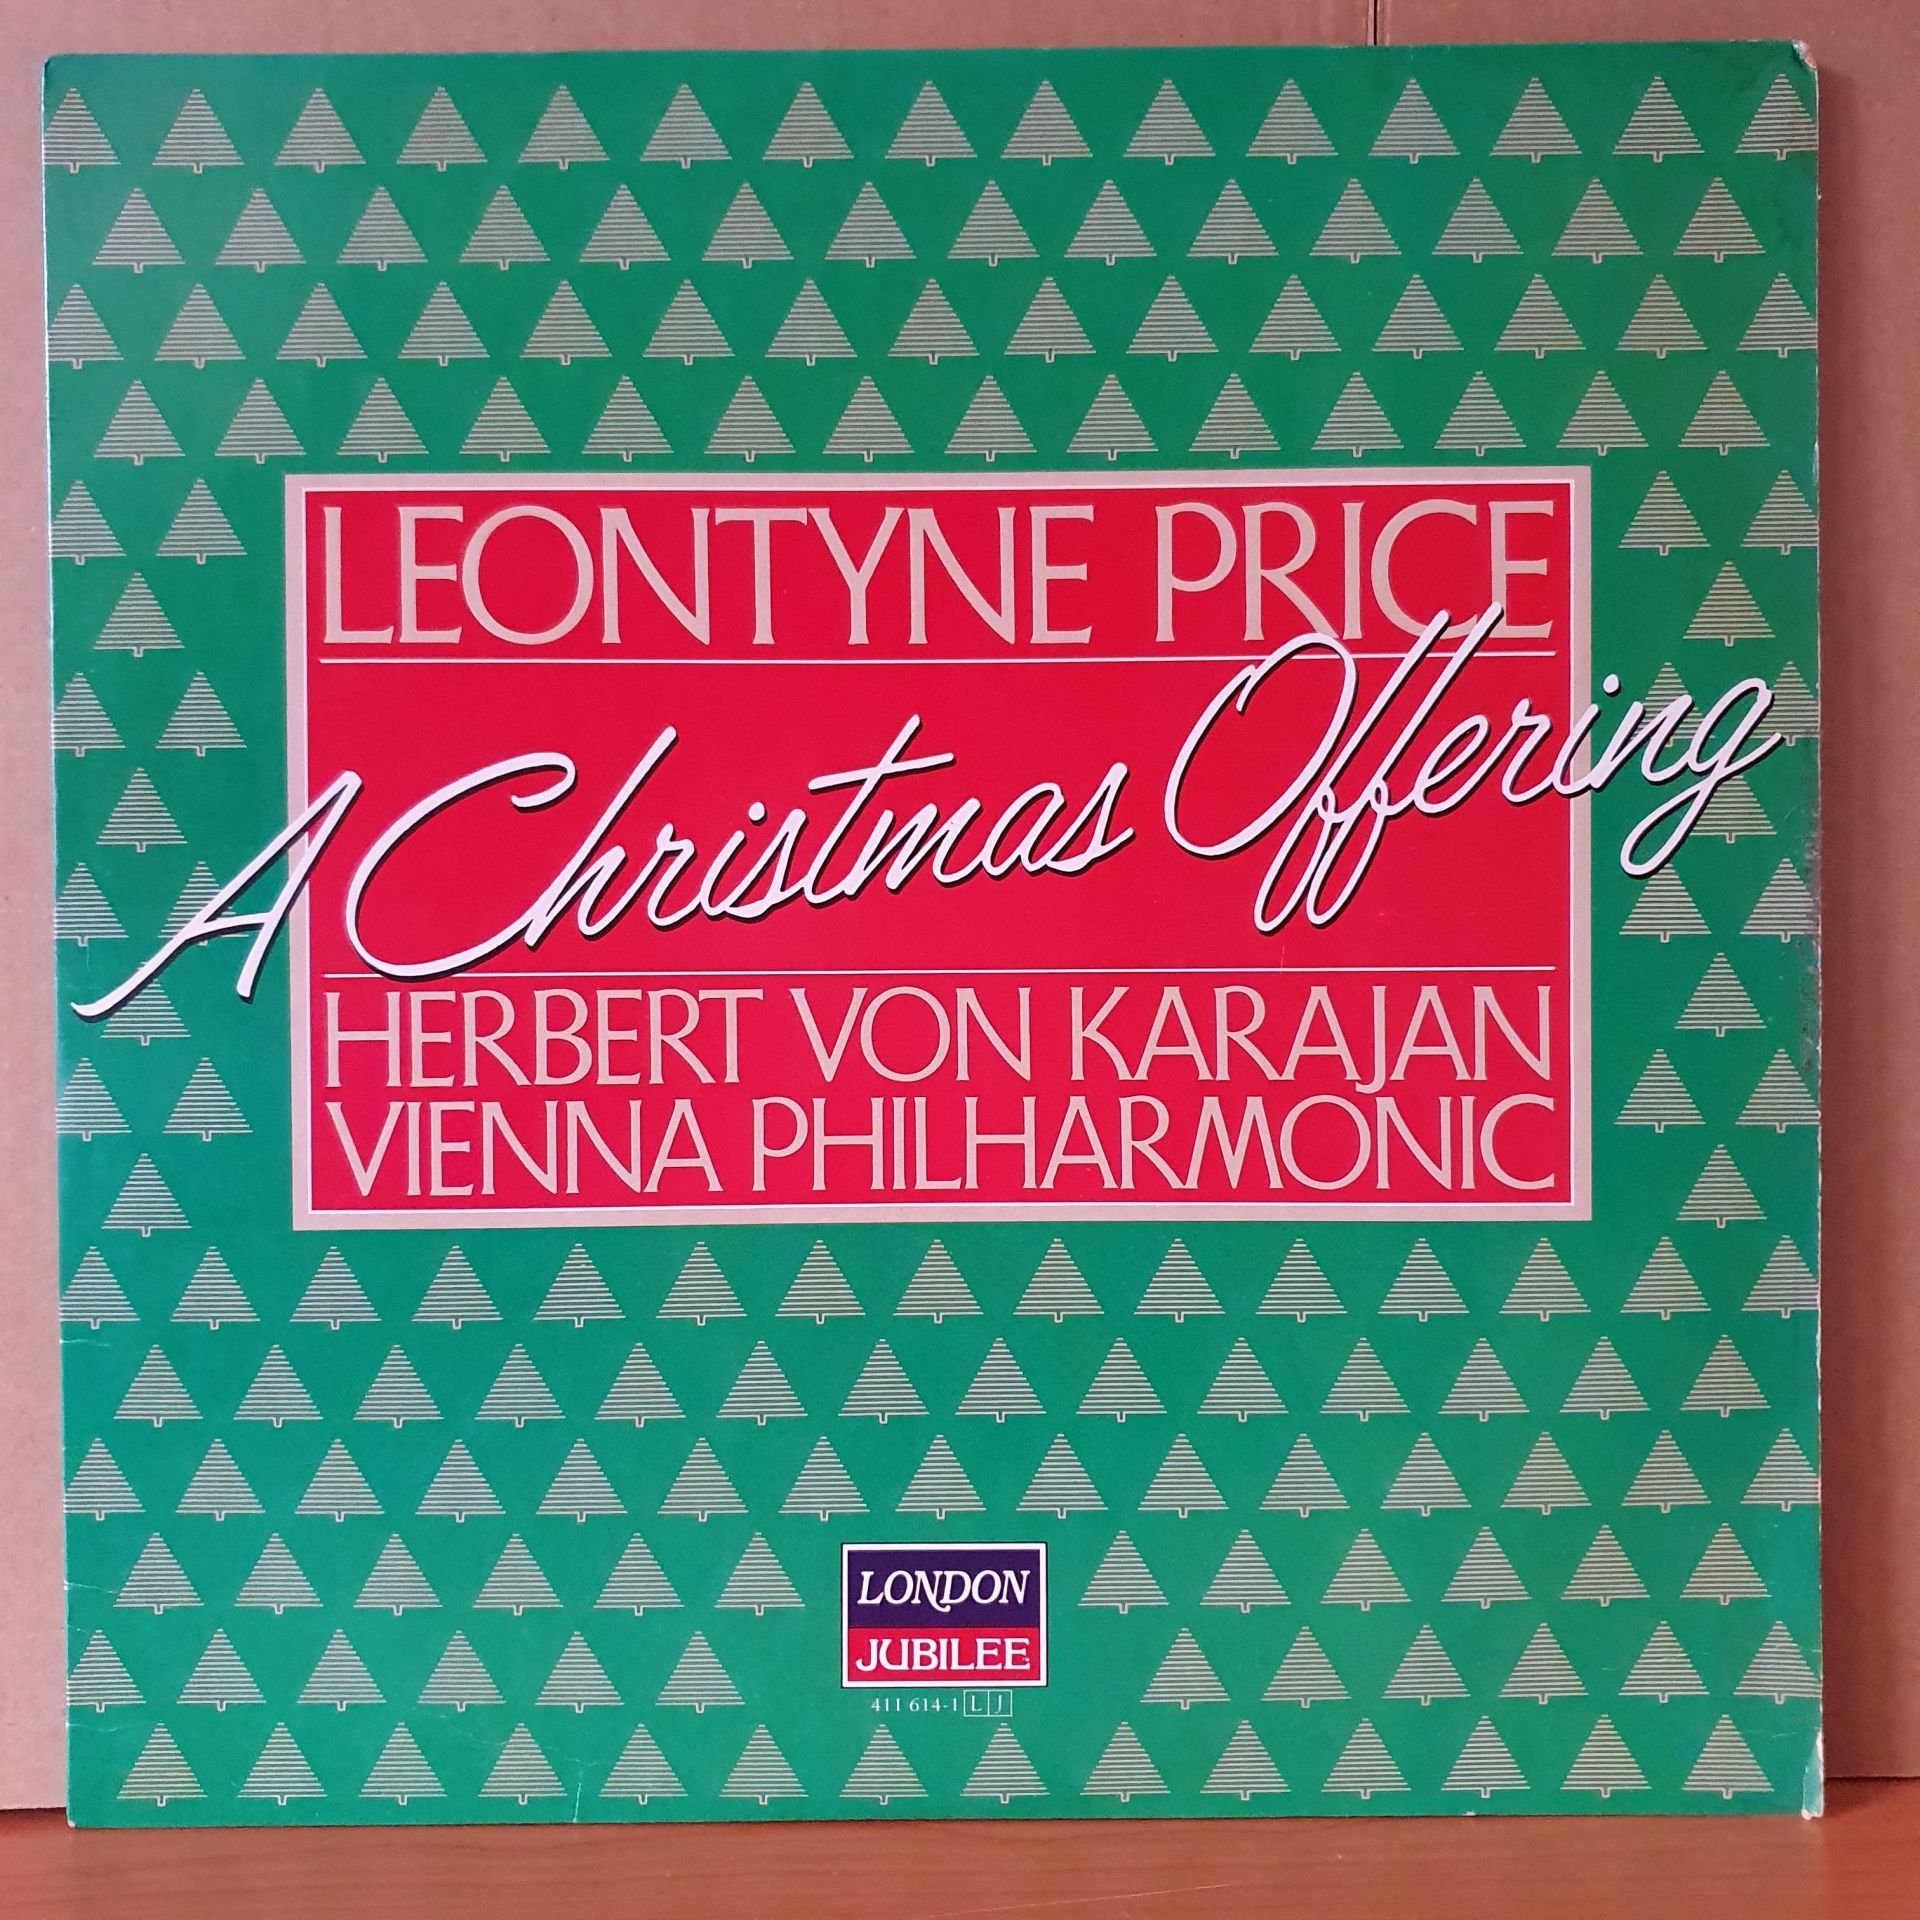 LEONTYNE PRICE
A Christmas Offering
HERBERT VON KARAJAN
VIENNA PHILHARMONIC
LONDON
JUBILEE
411 614-1 L J